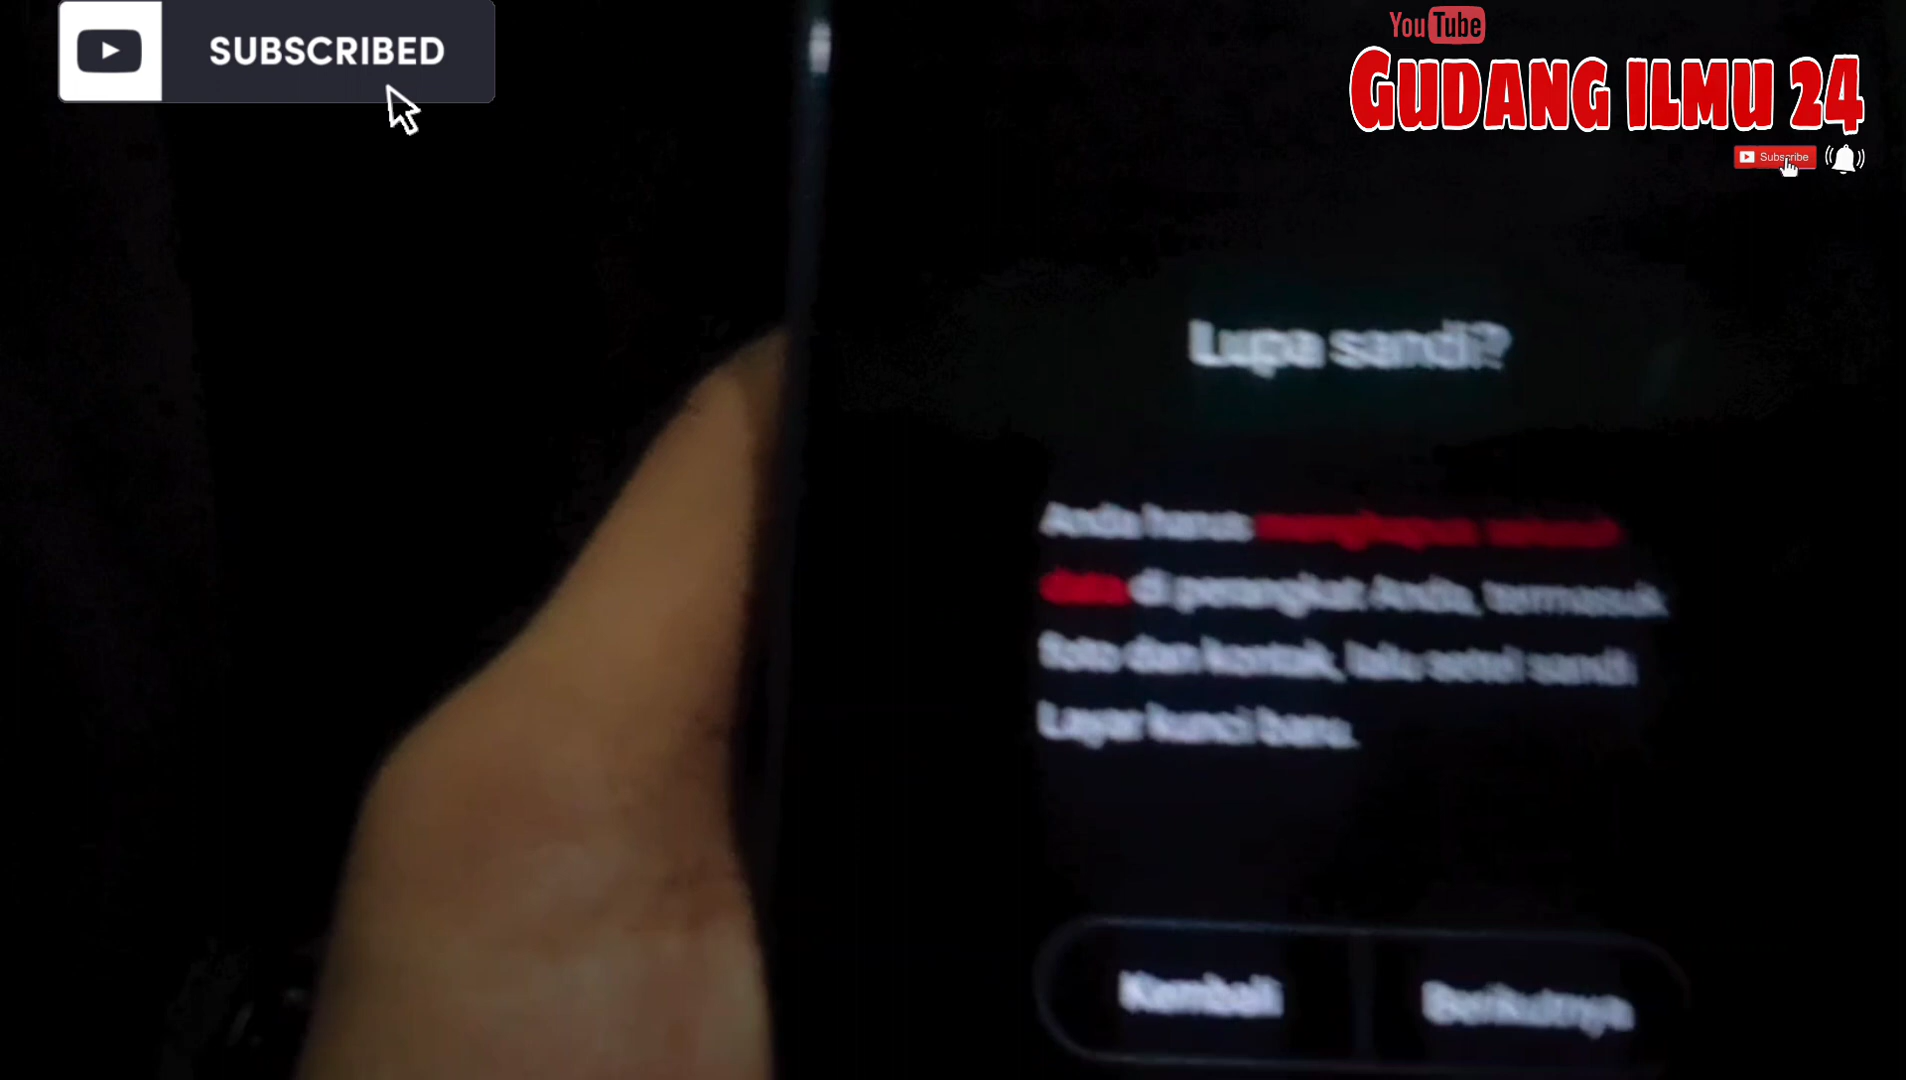 SUBSCRIBED
YouTube
GUDANG ILMU 24
Subscribe
Lupa sandi?
Anda harus menghapus seluruh
data di perangkat Anda, termasuk
foto dan kontak, lalu setel sandi
Layar kunci baru.
Kembali
Berikutnya